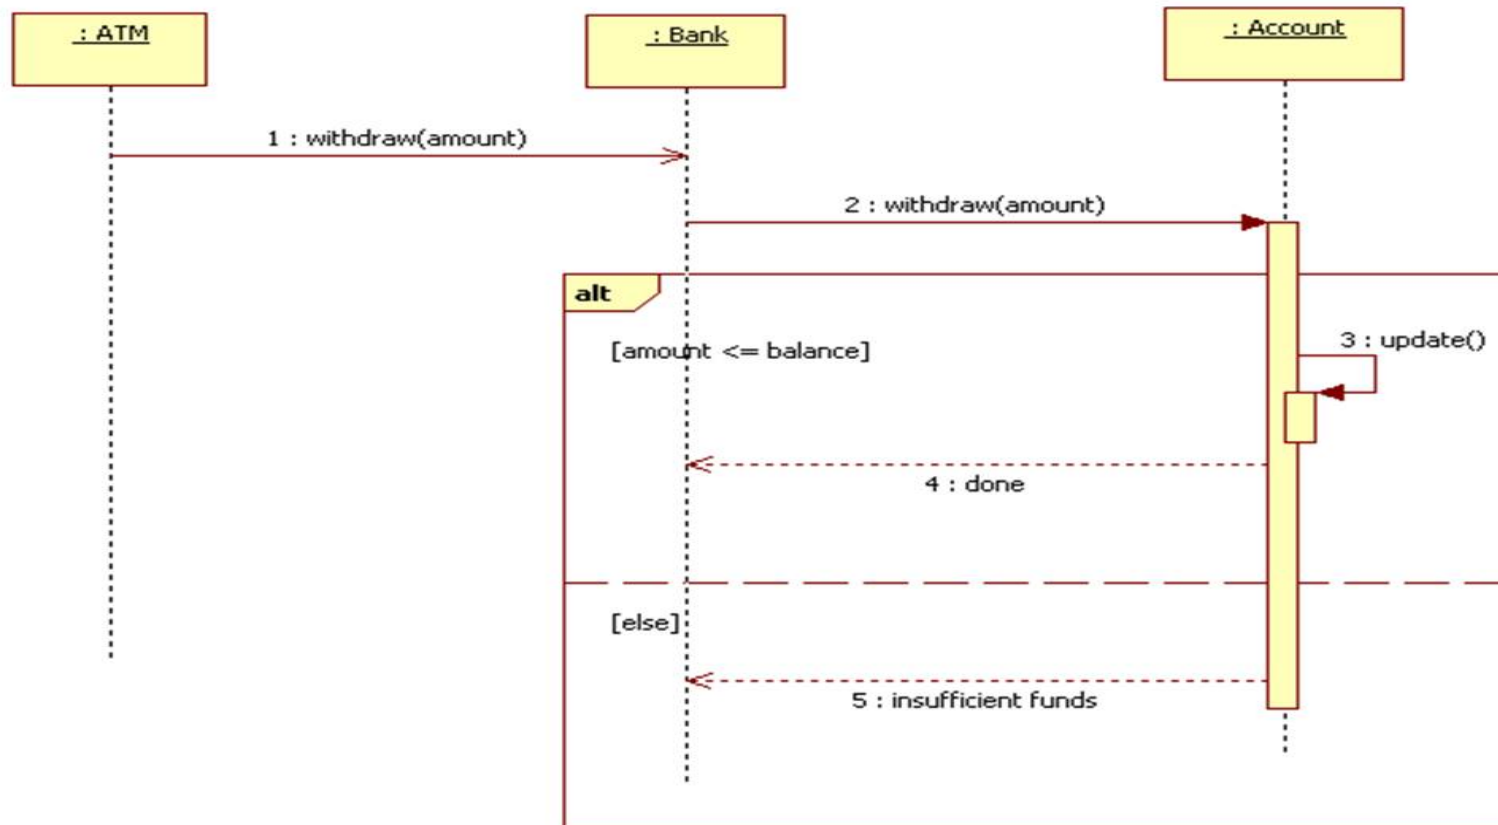 : ATM
: Bank
: Account
1 : withdraw(amount)
2 : withdraw(amount)
alt
[amount <= balance]
3 : update()
4 : done
[else]
5 : insufficient funds